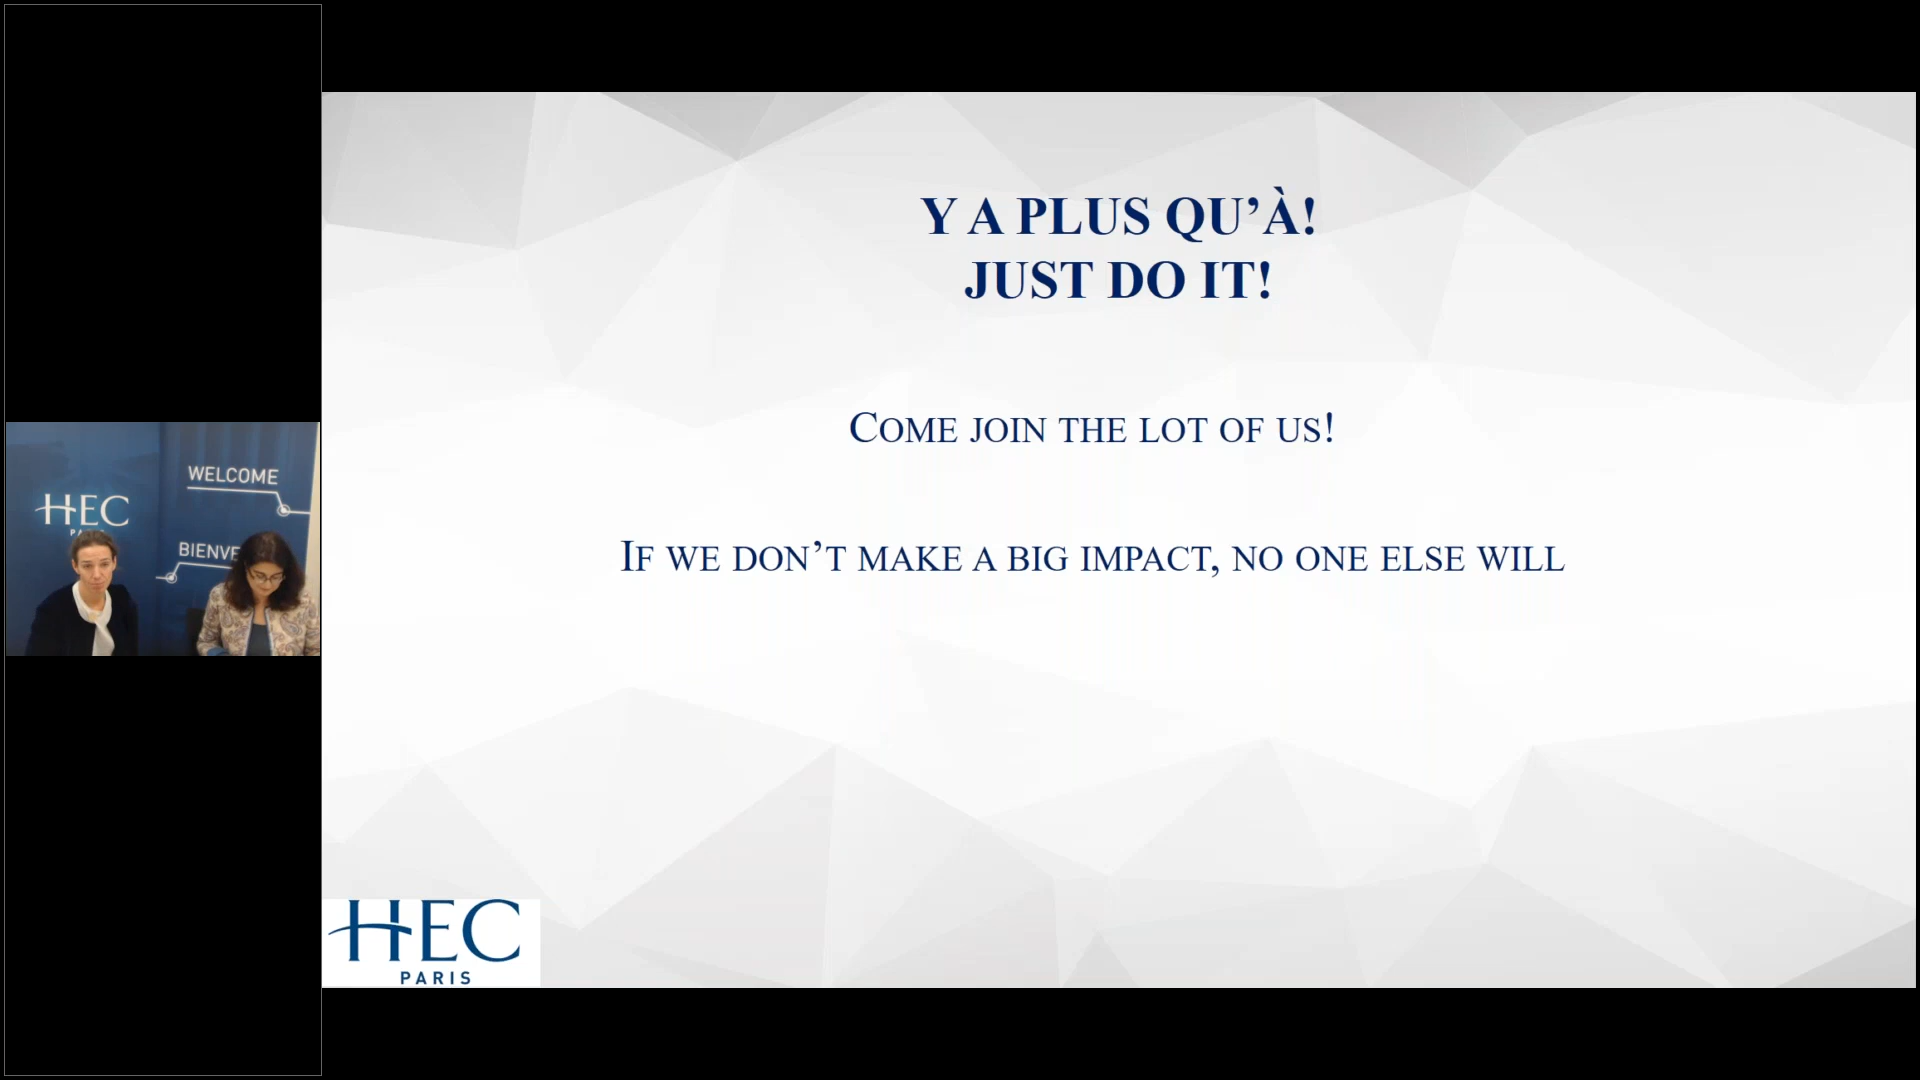 Y A PLUS QU’À!
JUST DO IT!
COME JOIN THE LOT OF US!
IF WE DON’T MAKE A BIG IMPACT, NO ONE ELSE WILL
HEC
PARIS
WELCOME
HEC
BIENVE